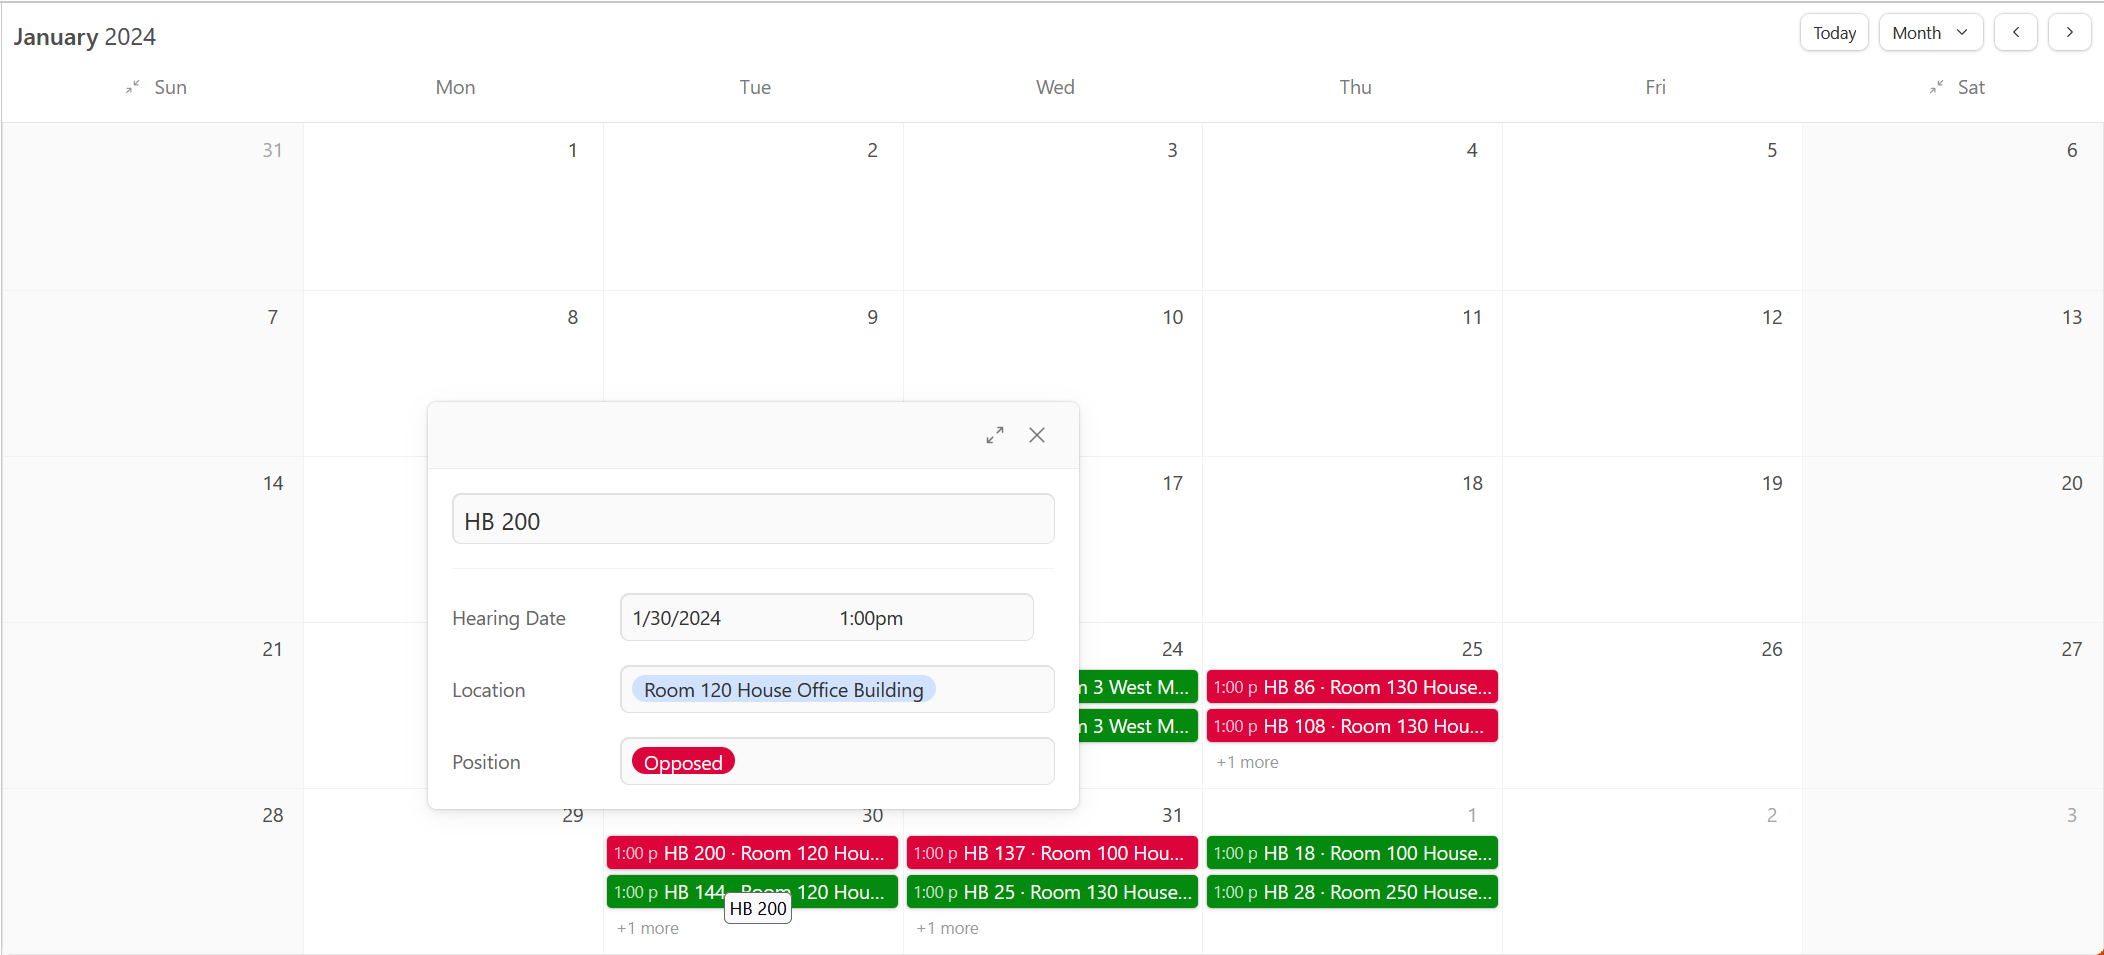 January 2024
Today
Month
Sun
Mon
Tue
Wed
Thu
Fri
Sat
31
1
2
3
4
5
6
7
8
9
10
11
12
13
14
17
18
19
20
21
24
25
26
27
3 West M...
3 West M...
1:00 p HB 86 · Room 130 House...
1:00 p HB 108 · Room 130 Hou...
+1 more
HB 200
Hearing Date
1/30/2024 1:00pm
Location
Room 120 House Office Building
Position
Opposed
28
29
30
31
1
2
3
1:00 p HB 200 · Room 120 Hou...
1:00 p HB 144 · Room 120 Hou...
HB 200
+1 more
1:00 p HB 137 · Room 100 Hou...
1:00 p HB 25 · Room 130 House...
+1 more
1:00 p HB 18 · Room 100 House...
1:00 p HB 28 · Room 250 House...